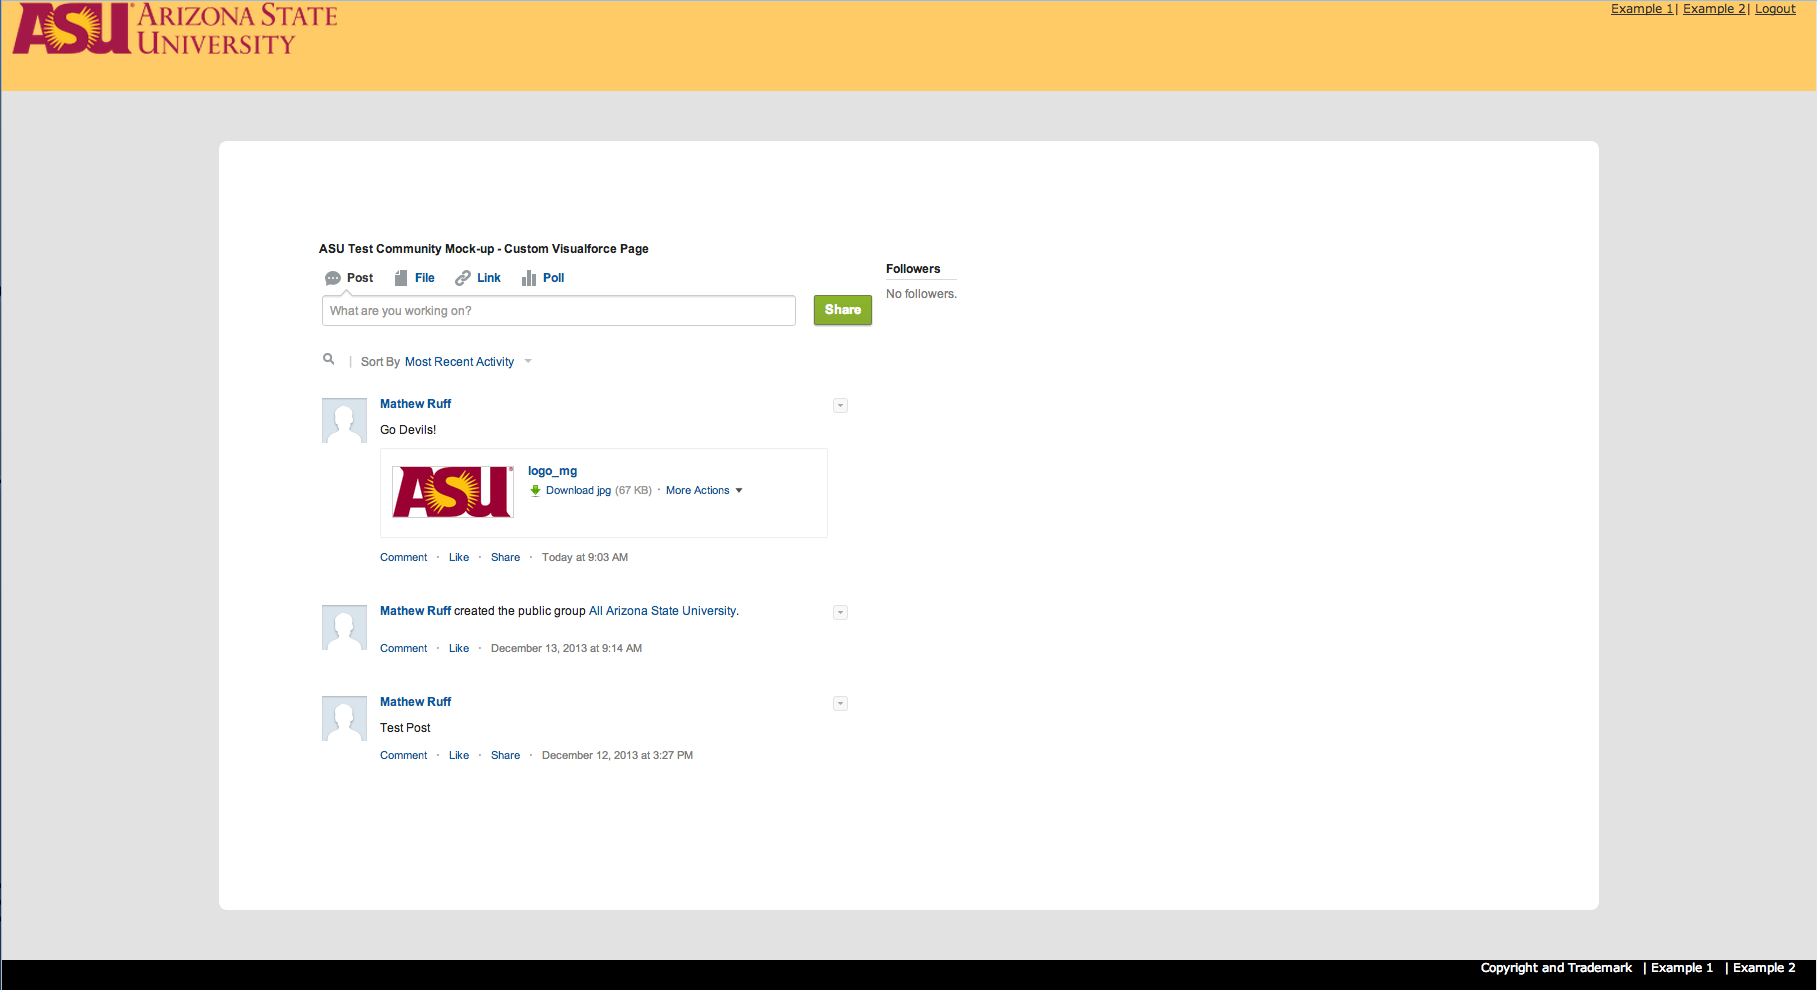 ASU® ARIZONA STATE UNIVERSITY
Example 1 | Example 2 | Logout
ASU Test Community Mock-up - Custom Visualforce Page
Post File Link Poll
What are you working on?
Share
Followers
No followers.
| Sort By Most Recent Activity
Mathew Ruff
Go Devils!
ASU®
logo_mg
Download jpg (67 KB) · More Actions
Comment · Like · Share · Today at 9:03 AM
Mathew Ruff created the public group All Arizona State University.
Comment · Like · December 13, 2013 at 9:14 AM
Mathew Ruff
Test Post
Comment · Like · Share · December 12, 2013 at 3:27 PM
Copyright and Trademark | Example 1 | Example 2